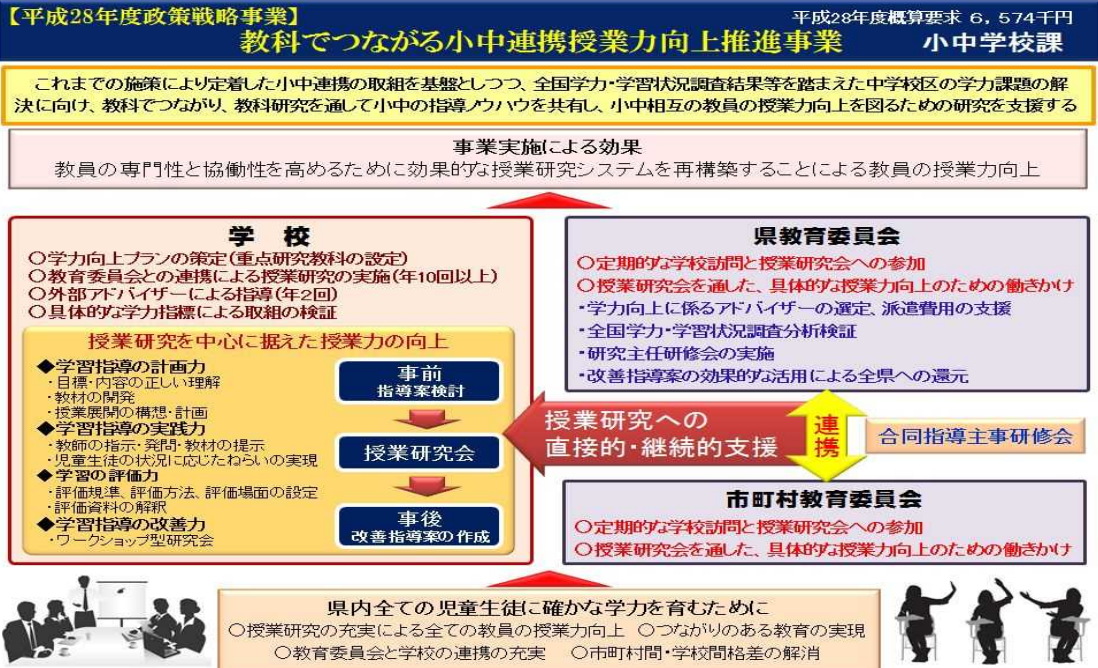 【平成28年度政策戦略事業】
平成28年度概算要求 6,574千円
教科でつながる小中連携授業力向上推進事業 小中学校課
これまでの施策により定着した小中連携の取組を基盤としつつ、全国学力・学習状況調査結果等を踏まえた中学校区の学力課題の解
決に向け、教科でつながり、教科研究を通して小中の指導ノウハウを共有し、小中相互の教員の授業力向上を図るための研究を支援する
事業実施による効果
教員の専門性と協働性を高めるために効果的な授業研究システムを再構築することによる教員の授業力向上
学 校
○学力向上プランの策定(重点研究教科の設定)
○教育委員会との連携による授業研究の実施(年10回以上)
○外部アドバイザーによる指導(年2回)
○具体的な学力指標による取組の検証
授業研究を中心に据えた授業力の向上
◆学習指導の計画力
・目標・内容の正しい理解
・教材の開発
・授業展開の構想・計画
◆学習指導の実践力
・教師の指示・発問・教材の提示
・児童生徒の状況に応じたねらいの実現
◆学習の評価力
・評価規準、評価方法、評価場面の設定
・評価資料の解釈
◆学習指導の改善力
・ワークショップ型研究会
事前
指導案検討
授業研究会
事後
改善指導案の作成
県教育委員会
○定期的な学校訪問と授業研究会への参加
○授業研究会を通した、具体的な授業力向上のための働きかけ
・学力向上に係るアドバイザーの選定、派遣費用の支援
・全国学力・学習状況調査分析検証
・研究主任研修会の実施
・改善指導案の効果的な活用による全県への還元
授業研究への
直接的・継続的支援
連携
合同指導主事研修会
市町村教育委員会
○定期的な学校訪問と授業研究会への参加
○授業研究会を通した、具体的な授業力向上のための働きかけ
県内全ての児童生徒に確かな学力を育むために
○授業研究の充実による全ての教員の授業力向上 ○つながりのある教育の実現
○教育委員会と学校の連携の充実 ○市町村間・学校間格差の解消